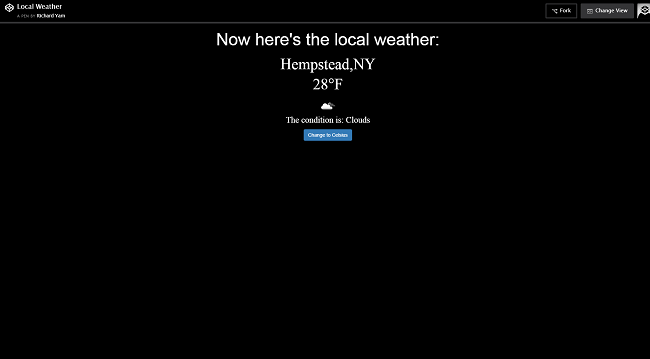 Local Weather
A PEN BY Richard Yam
Fork
Change View
Now here's the local weather:
Hempstead,NY
28°F
The condition is: Clouds
Change to Celsius